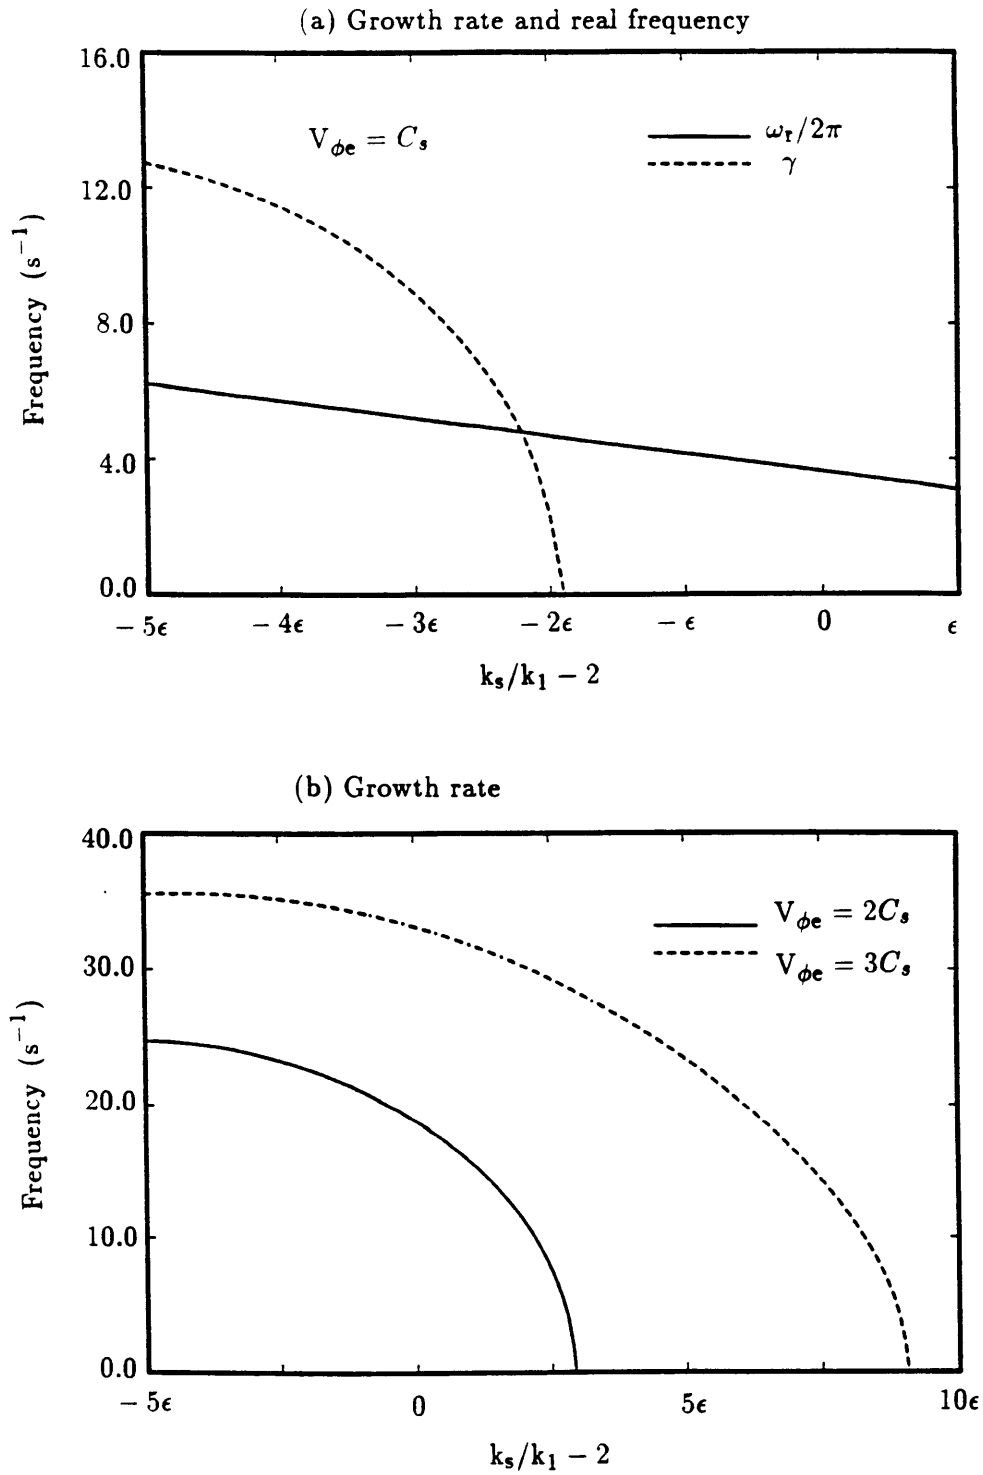 (a) Growth rate and real frequency
16.0
12.0
8.0
4.0
0.0
Frequency (s⁻¹)
V_ϕe = C_s
ω_r/2π
γ
− 5ϵ − 4ϵ − 3ϵ − 2ϵ − ϵ 0 ϵ
k_s/k_1 − 2
(b) Growth rate
40.0
30.0
20.0
10.0
0.0
Frequency (s⁻¹)
V_ϕe = 2C_s
V_ϕe = 3C_s
− 5ϵ 0 5ϵ 10ϵ
k_s/k_1 − 2